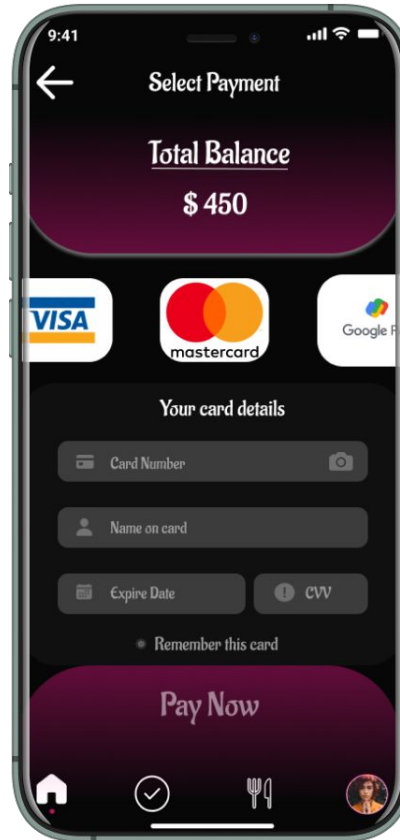 9:41
Select Payment
Total Balance
$ 450
VISA
mastercard
Google P
Your card details
Card Number
Name on card
Expire Date
CVV
Remember this card
Pay Now